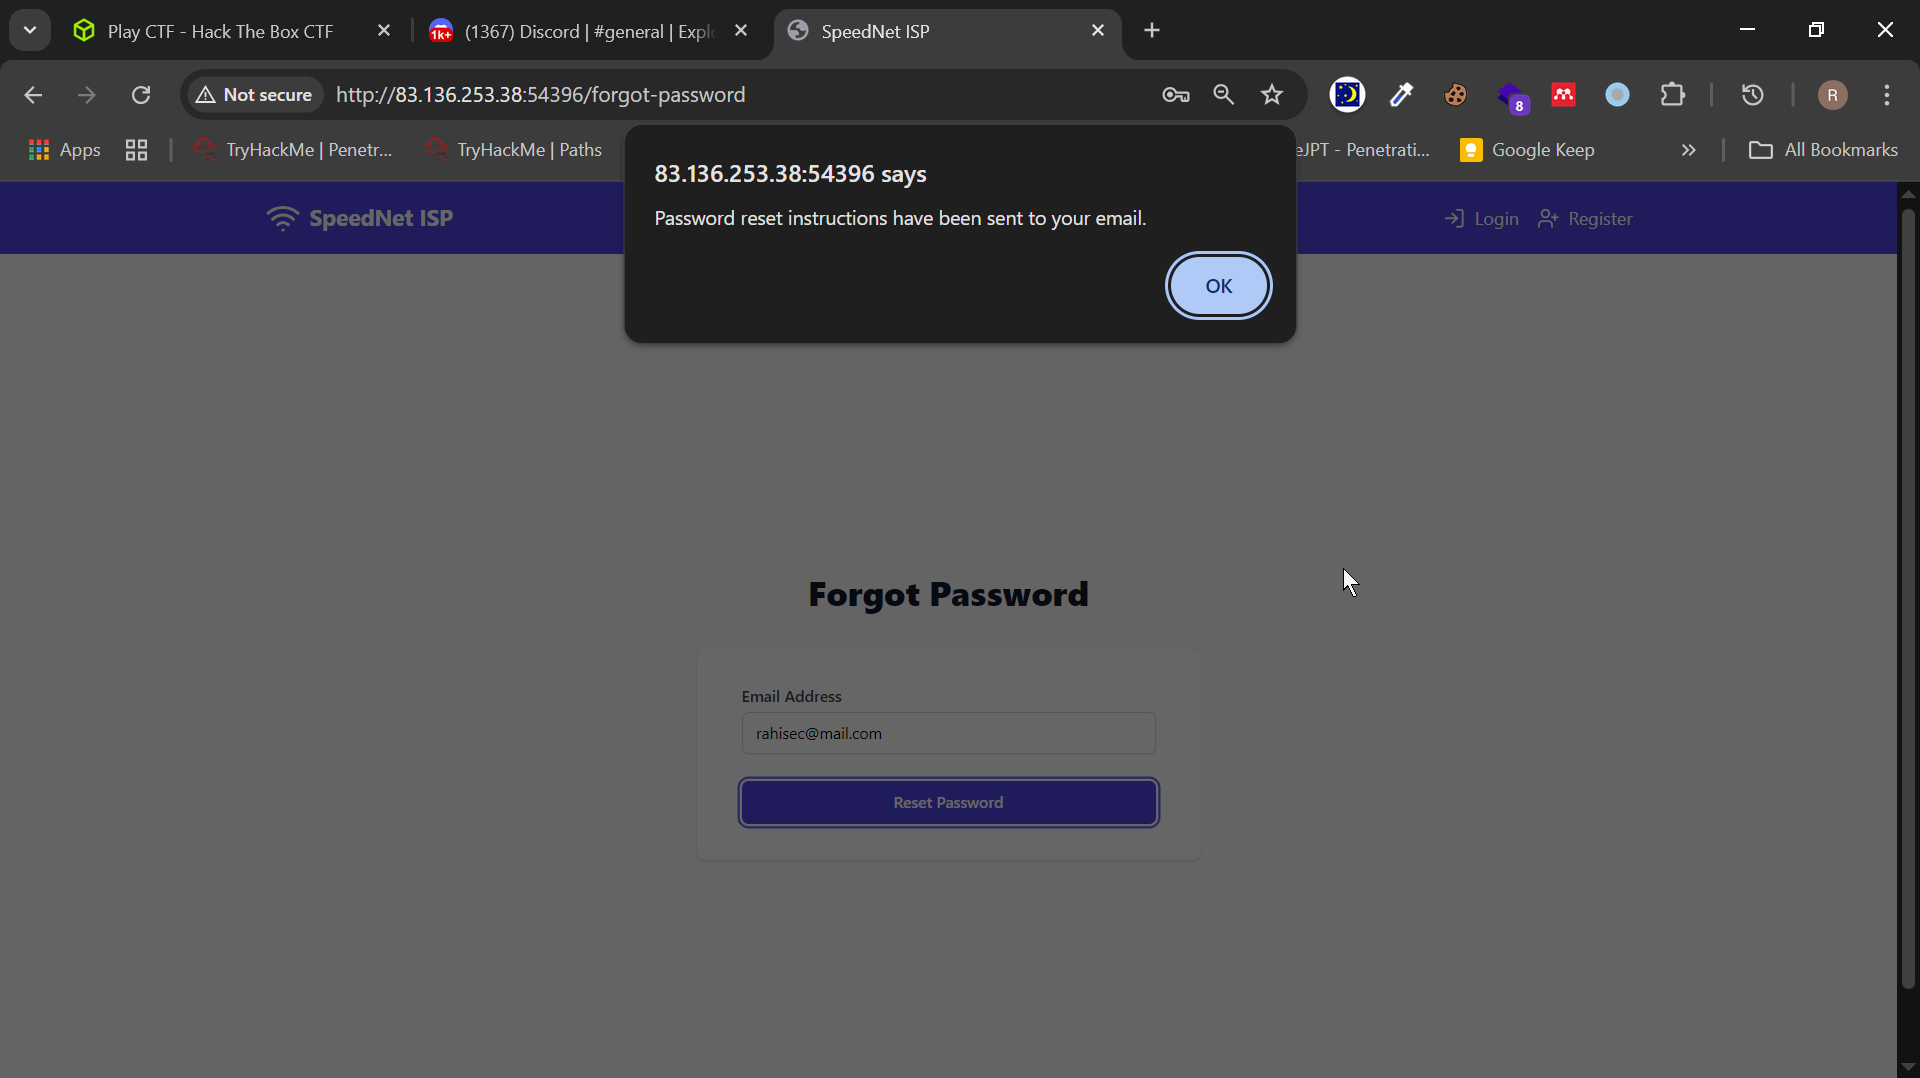 Play CTF - Hack The Box CTF
(1367) Discord | #general | Expl
SpeedNet ISP
Not secure
http://83.136.253.38:54396/forgot-password
8
R
Apps
TryHackMe | Penetr...
TryHackMe | Paths
eJPT - Penetrati...
Google Keep
All Bookmarks
83.136.253.38:54396 says
Password reset instructions have been sent to your email.
OK
SpeedNet ISP
Login
Register
Forgot Password
Email Address
rahisec@mail.com
Reset Password